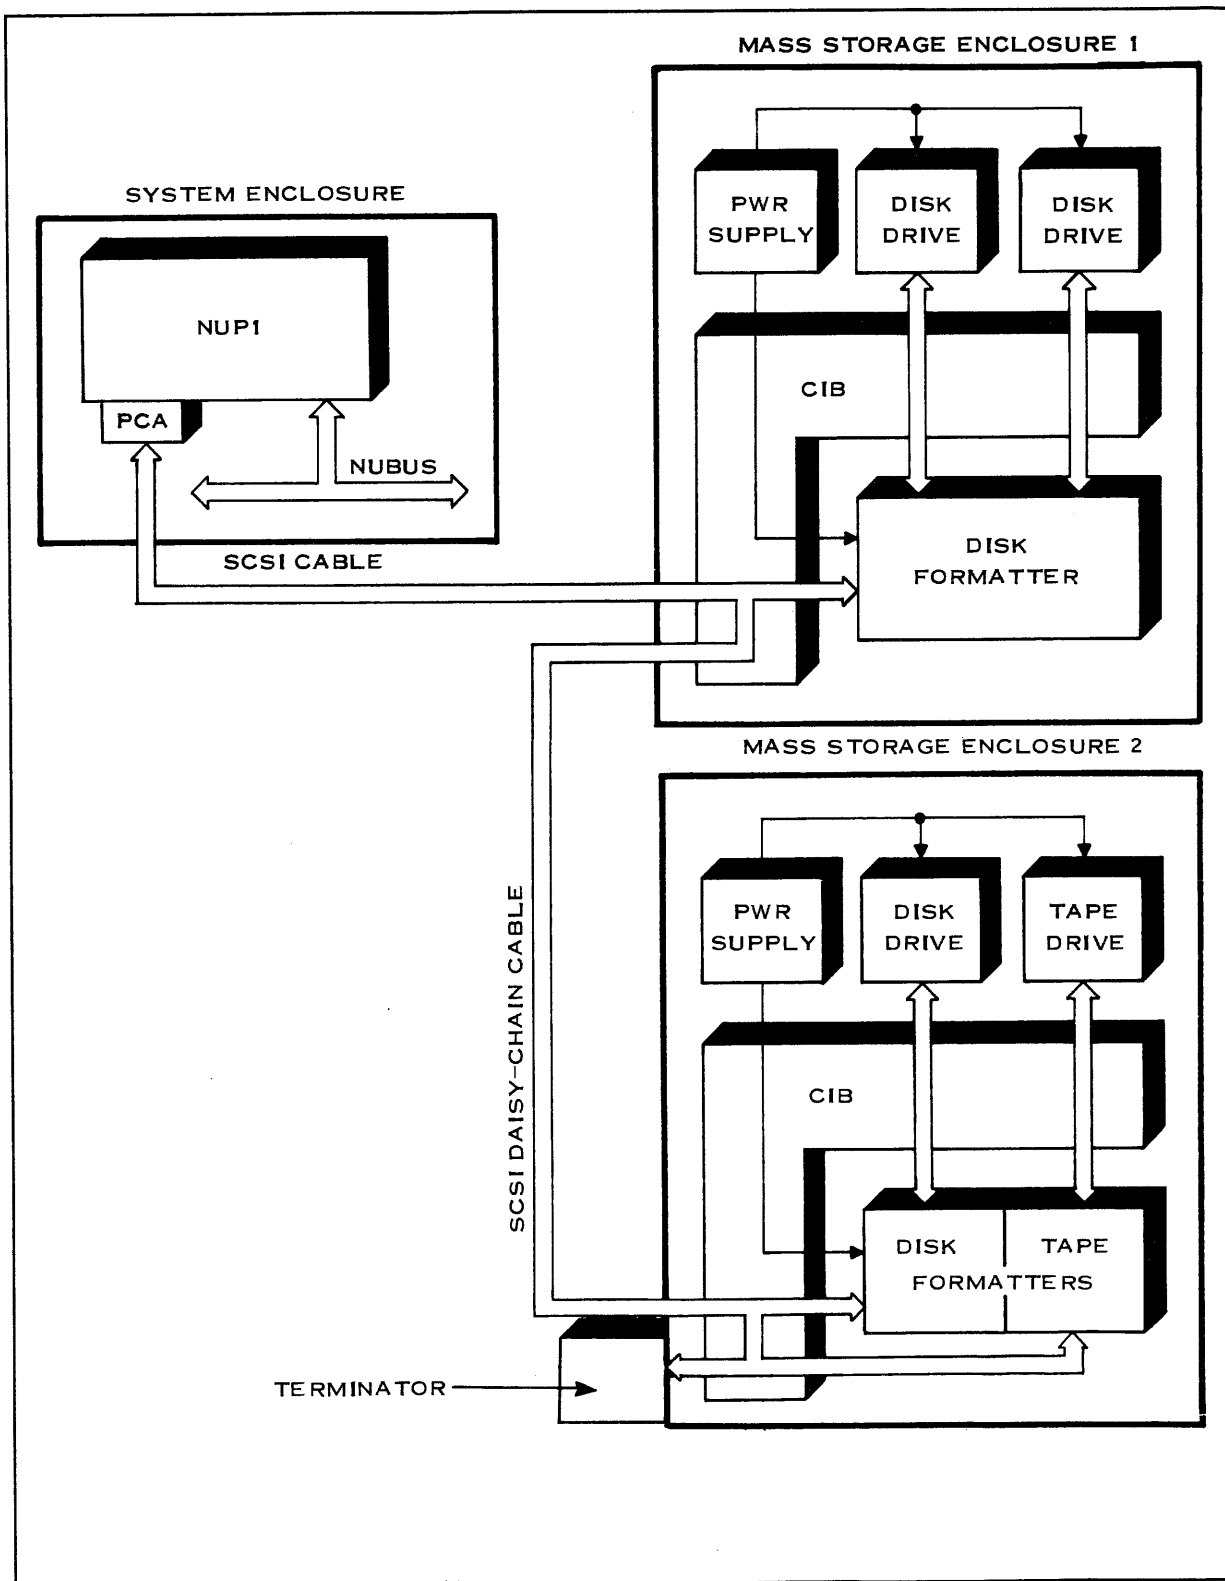 MASS STORAGE ENCLOSURE 1
PWR
SUPPLY
DISK
DRIVE
DISK
DRIVE
SYSTEM ENCLOSURE
NUPI
PCA
NUBUS
CIB
SCSI CABLE
DISK
FORMATTER
MASS STORAGE ENCLOSURE 2
PWR
SUPPLY
DISK
DRIVE
TAPE
DRIVE
SCSI DAISY-CHAIN CABLE
CIB
DISK TAPE
FORMATTERS
TERMINATOR